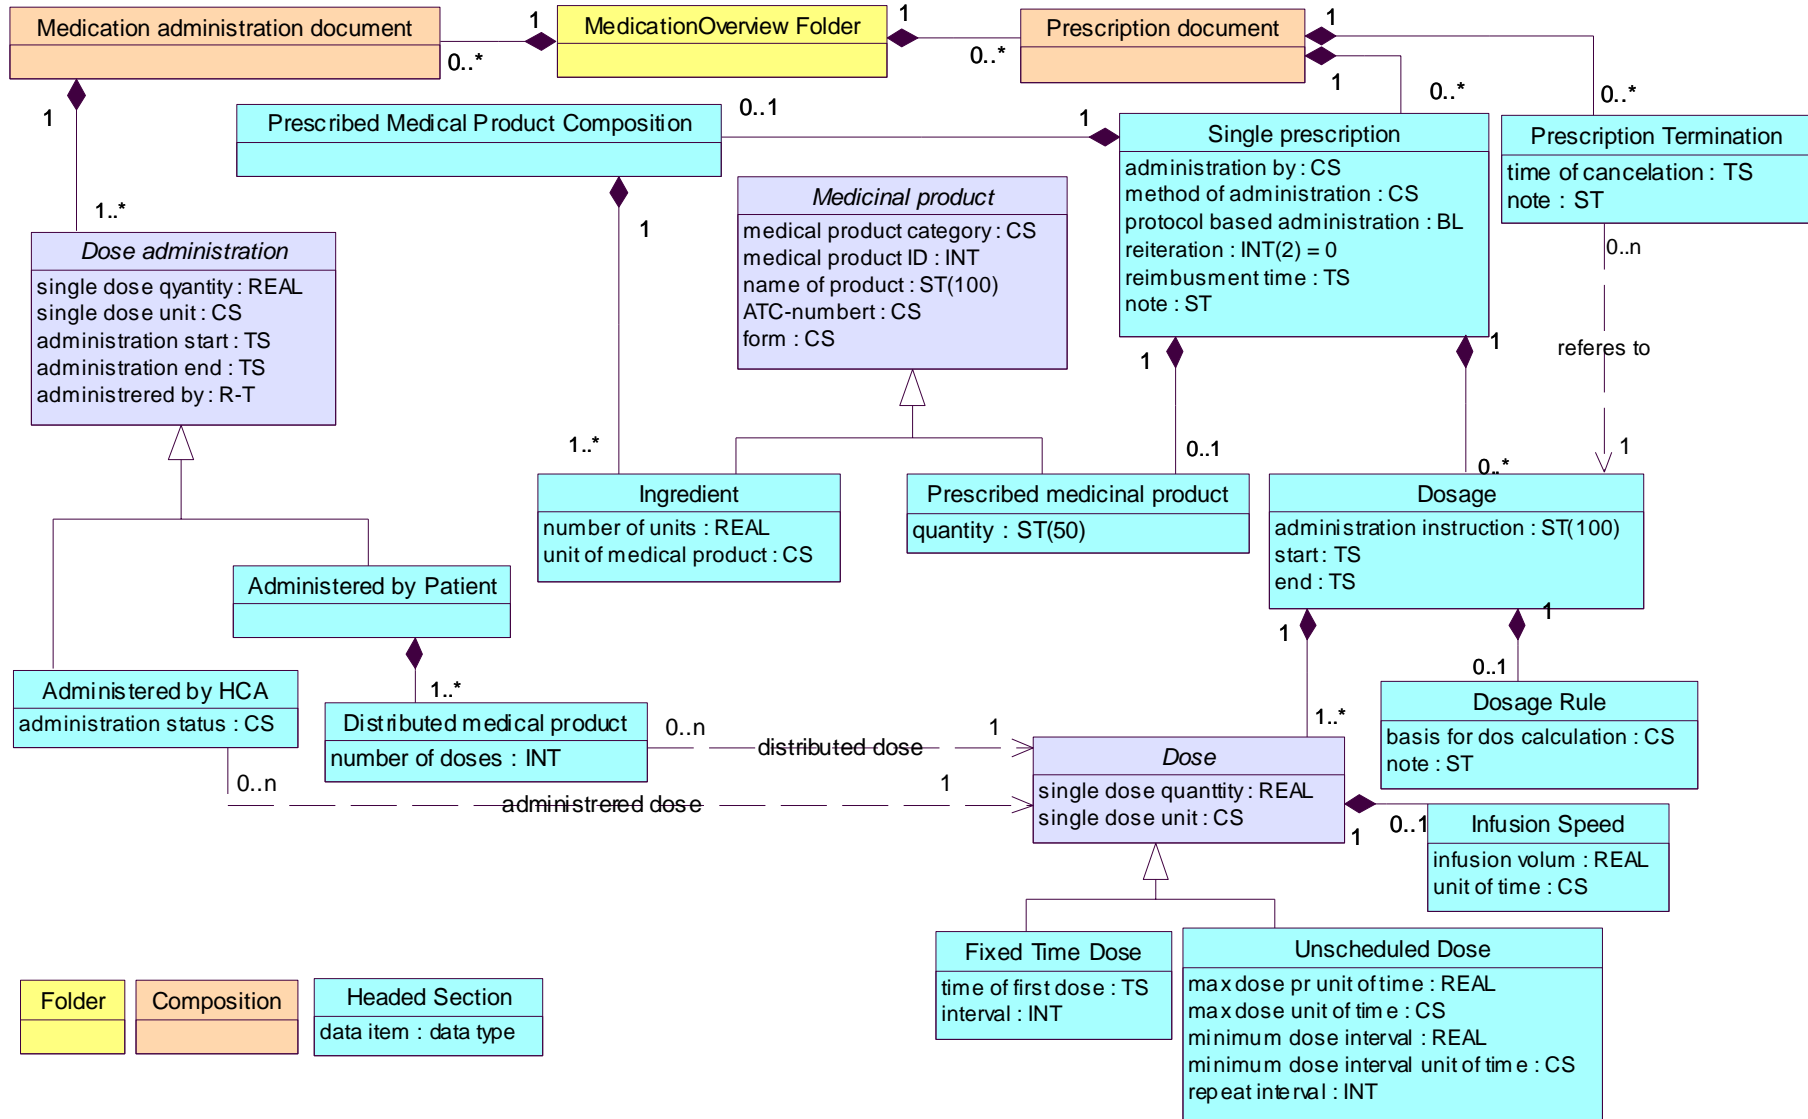 Medication administration document
1
0..*
MedicationOverview Folder
1
0..*
Prescription document
1
1
0..*
0..*
1
1..*
Prescribed Medical Product Composition
0..1
1
1
1..*
Single prescription
administration by : CS
method of administration : CS
protocol based administration : BL
reiteration : INT(2) = 0
reimbusment time : TS
note : ST
Prescription Termination
time of cancelation : TS
note : ST
0..n
referes to
1
Medicinal product
medical product category : CS
medical product ID : INT
name of product : ST(100)
ATC-numbert : CS
form : CS
Dose administration
single dose qyantity : REAL
single dose unit : CS
administration start : TS
administration end : TS
administrered by : R-T
1
0..1
1
0..*
Ingredient
number of units : REAL
unit of medical product : CS
Prescribed medicinal product
quantity : ST(50)
Dosage
administration instruction : ST(100)
start : TS
end : TS
Administered by Patient
1..*
Administered by HCA
administration status : CS
Distributed medical product
number of doses : INT
0..n
distributed dose
1
0..n
administrered dose
1
1
1..*
1
0..1
Dosage Rule
basis for dos calculation : CS
note : ST
Dose
single dose quanttity : REAL
single dose unit : CS
1
0..1
Infusion Speed
infusion volum : REAL
unit of time : CS
Fixed Time Dose
time of first dose : TS
interval : INT
Unscheduled Dose
max dose pr unit of time : REAL
max dose unit of time : CS
minimum dose interval : REAL
minimum dose interval unit of time : CS
repeat interval : INT
Folder
Composition
Headed Section
data item : data type